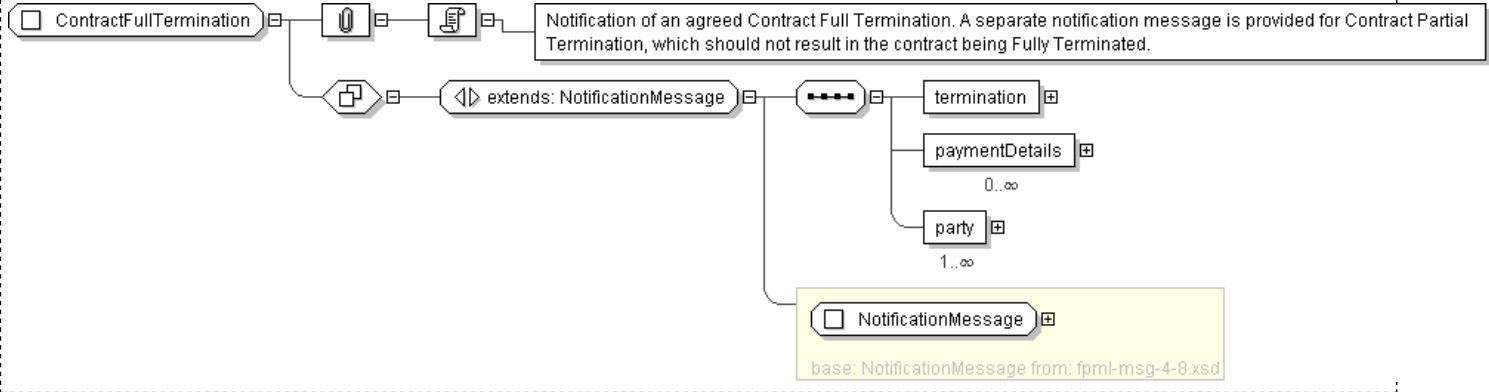 ContractFullTermination
Notification of an agreed Contract Full Termination. A separate notification message is provided for Contract Partial
Termination, which should not result in the contract being Fully Terminated.
extends: NotificationMessage
termination
paymentDetails
0..∞
party
1..∞
NotificationMessage
base: NotificationMessage from: fpml-msg-4-8.xsd